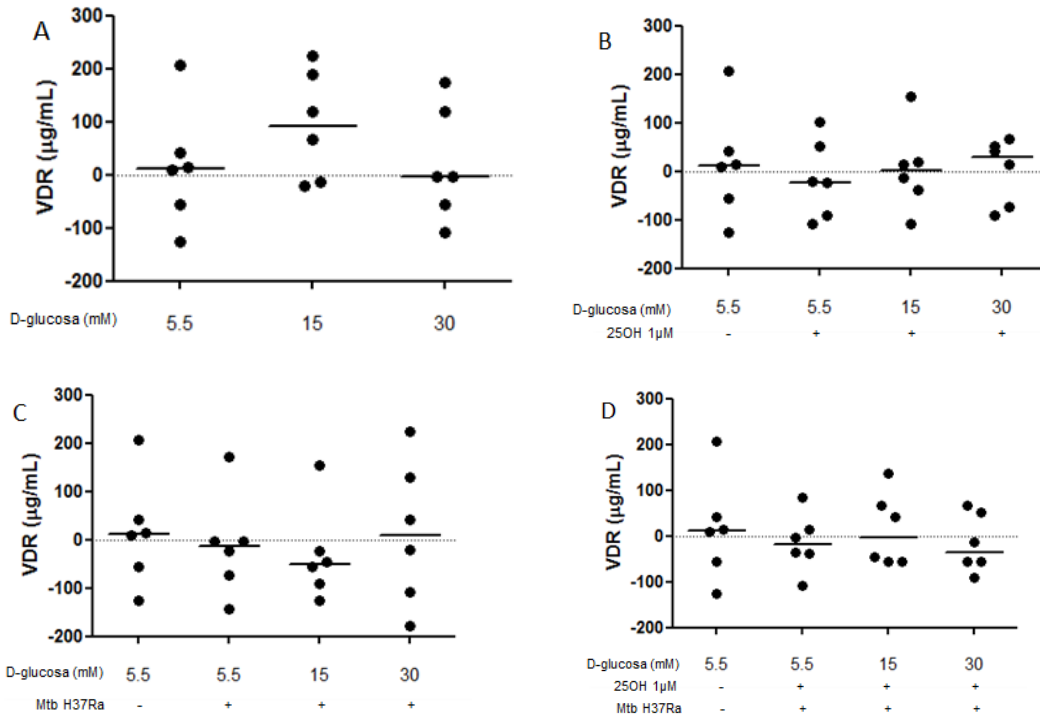 A
VDR (µg/mL)
300
200
100
0
-100
-200
D-glucosa (mM) 5.5 15 30
B
VDR (µg/mL)
300
200
100
0
-100
-200
D-glucosa (mM) 5.5 5.5 15 30
25OH 1µM - + + +
C
VDR (µg/mL)
300
200
100
0
-100
-200
D-glucosa (mM) 5.5 5.5 15 30
Mtb H37Ra - + + +
D
VDR (µg/mL)
300
200
100
0
-100
-200
D-glucosa (mM) 5.5 5.5 15 30
25OH 1µM - + + +
Mtb H37Ra - + + +